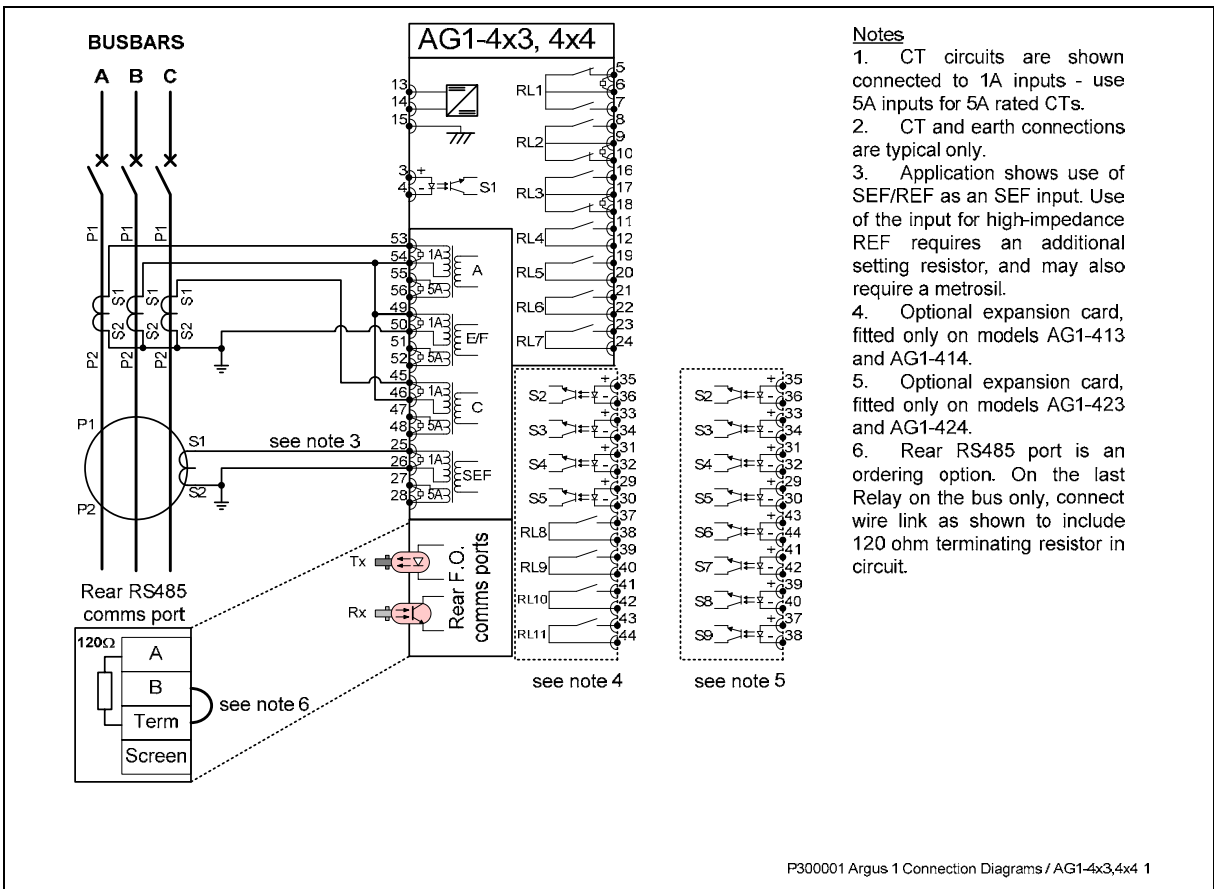 BUSBARS
A B C
AG1-4x3, 4x4
13
14
15
3 +
4 -
S1
RL1
5
6
7
RL2
8
9
10
RL3
16
17
18
RL4
11
12
RL5
19
20
RL6
21
22
RL7
23
24
P1 P1 P1
S1 S1 S1
S2 S2 S2
P2 P2 P2
53
54 1A
55
56 5A
A
49
50 1A
51
52 5A
E/F
45
46 1A
47
48 5A
C
25
26 1A
27
28 5A
SEF
P1
S1
see note 3
S2
P2
Tx
Rx
Rear F.O.
comms ports
S2 + 35
- 36
S3 + 33
- 34
S4 + 31
- 32
S5 + 29
- 30
RL8 37
38
RL9 39
40
RL10 41
42
RL11 43
44
see note 4
S2 + 35
- 36
S3 + 33
- 34
S4 + 31
- 32
S5 + 29
- 30
S6 + 43
- 44
S7 + 41
- 42
S8 + 39
- 40
S9 + 37
- 38
see note 5
Rear RS485
comms port
120Ω
A
B
Term
Screen
see note 6
Notes
1. CT circuits are shown
connected to 1A inputs - use
5A inputs for 5A rated CTs.
2. CT and earth connections
are typical only.
3. Application shows use of
SEF/REF as an SEF input. Use
of the input for high-impedance
REF requires an additional
setting resistor, and may also
require a metrosil.
4. Optional expansion card,
fitted only on models AG1-413
and AG1-414.
5. Optional expansion card,
fitted only on models AG1-423
and AG1-424.
6. Rear RS485 port is an
ordering option. On the last
Relay on the bus only, connect
wire link as shown to include
120 ohm terminating resistor in
circuit.
P300001 Argus 1 Connection Diagrams / AG1-4x3,4x4 1